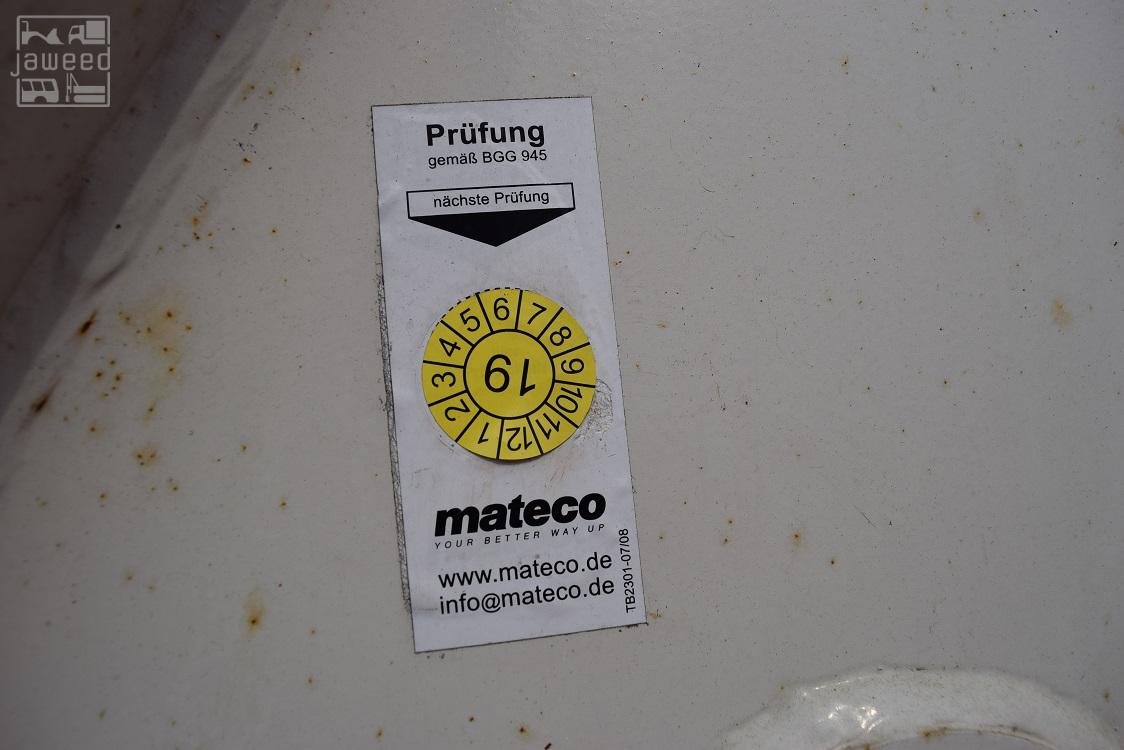 jaweed
Prüfung
gemäß BGG 945
nächste Prüfung
1 2 3 4 5 6 7 8 9 10 11 12
19
mateco
YOUR BETTER WAY UP
www.mateco.de
info@mateco.de
TB2301-07/08